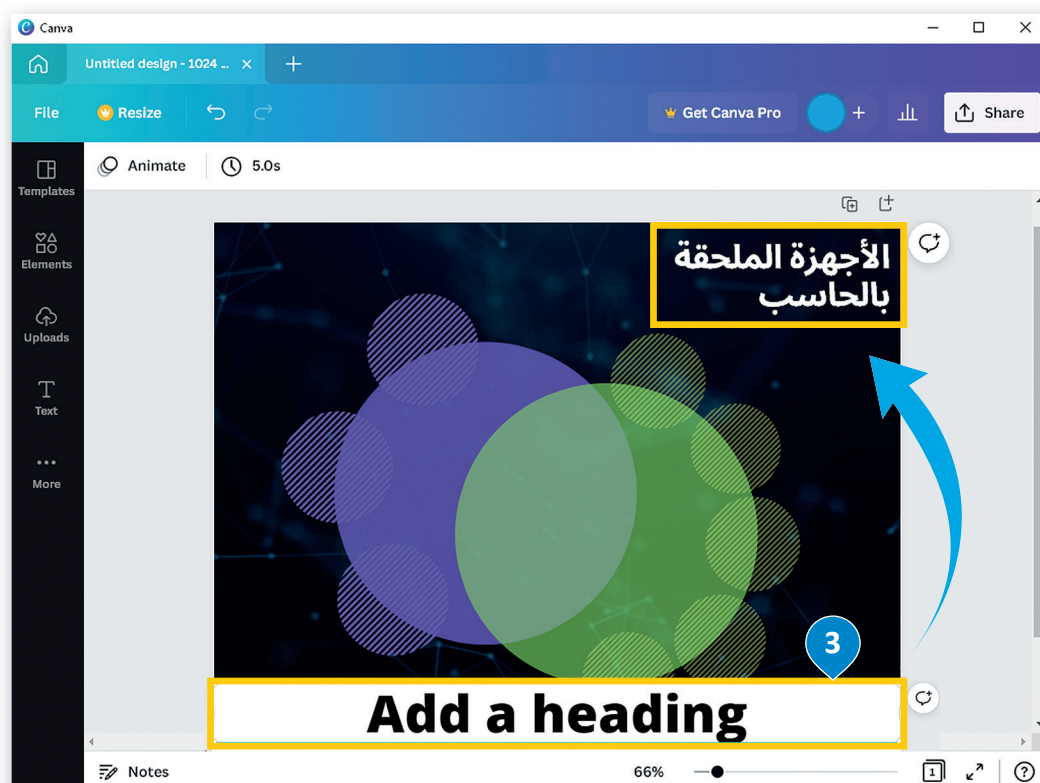 Canva
Untitled design - 1024 ...
File
Resize
Get Canva Pro
Share
Templates
Animate
5.0s
Elements
Uploads
Text
More
الأجهزة الملحقة
بالحاسب
3
Add a heading
Notes
66%
1